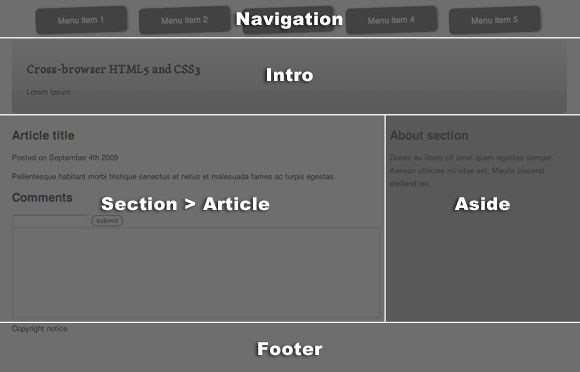 Menu Item 1
Menu Item 2
Navigation
Menu Item 4
Menu Item 5
Cross-browser HTML5 and CSS3
Intro
Lorem ipsum
Article title
Posted on September 4th 2009
Pellentesque habitant morbi tristique senectus et netus et malesuada fames ac turpis egestas.
Comments
Section > Article
submit
Copyright notice
About section
Donec eu libero sit amet quam egestas semper.
Aenean ultricies mi vitae est. Mauris placerat
eleifend leo.
Aside
Footer